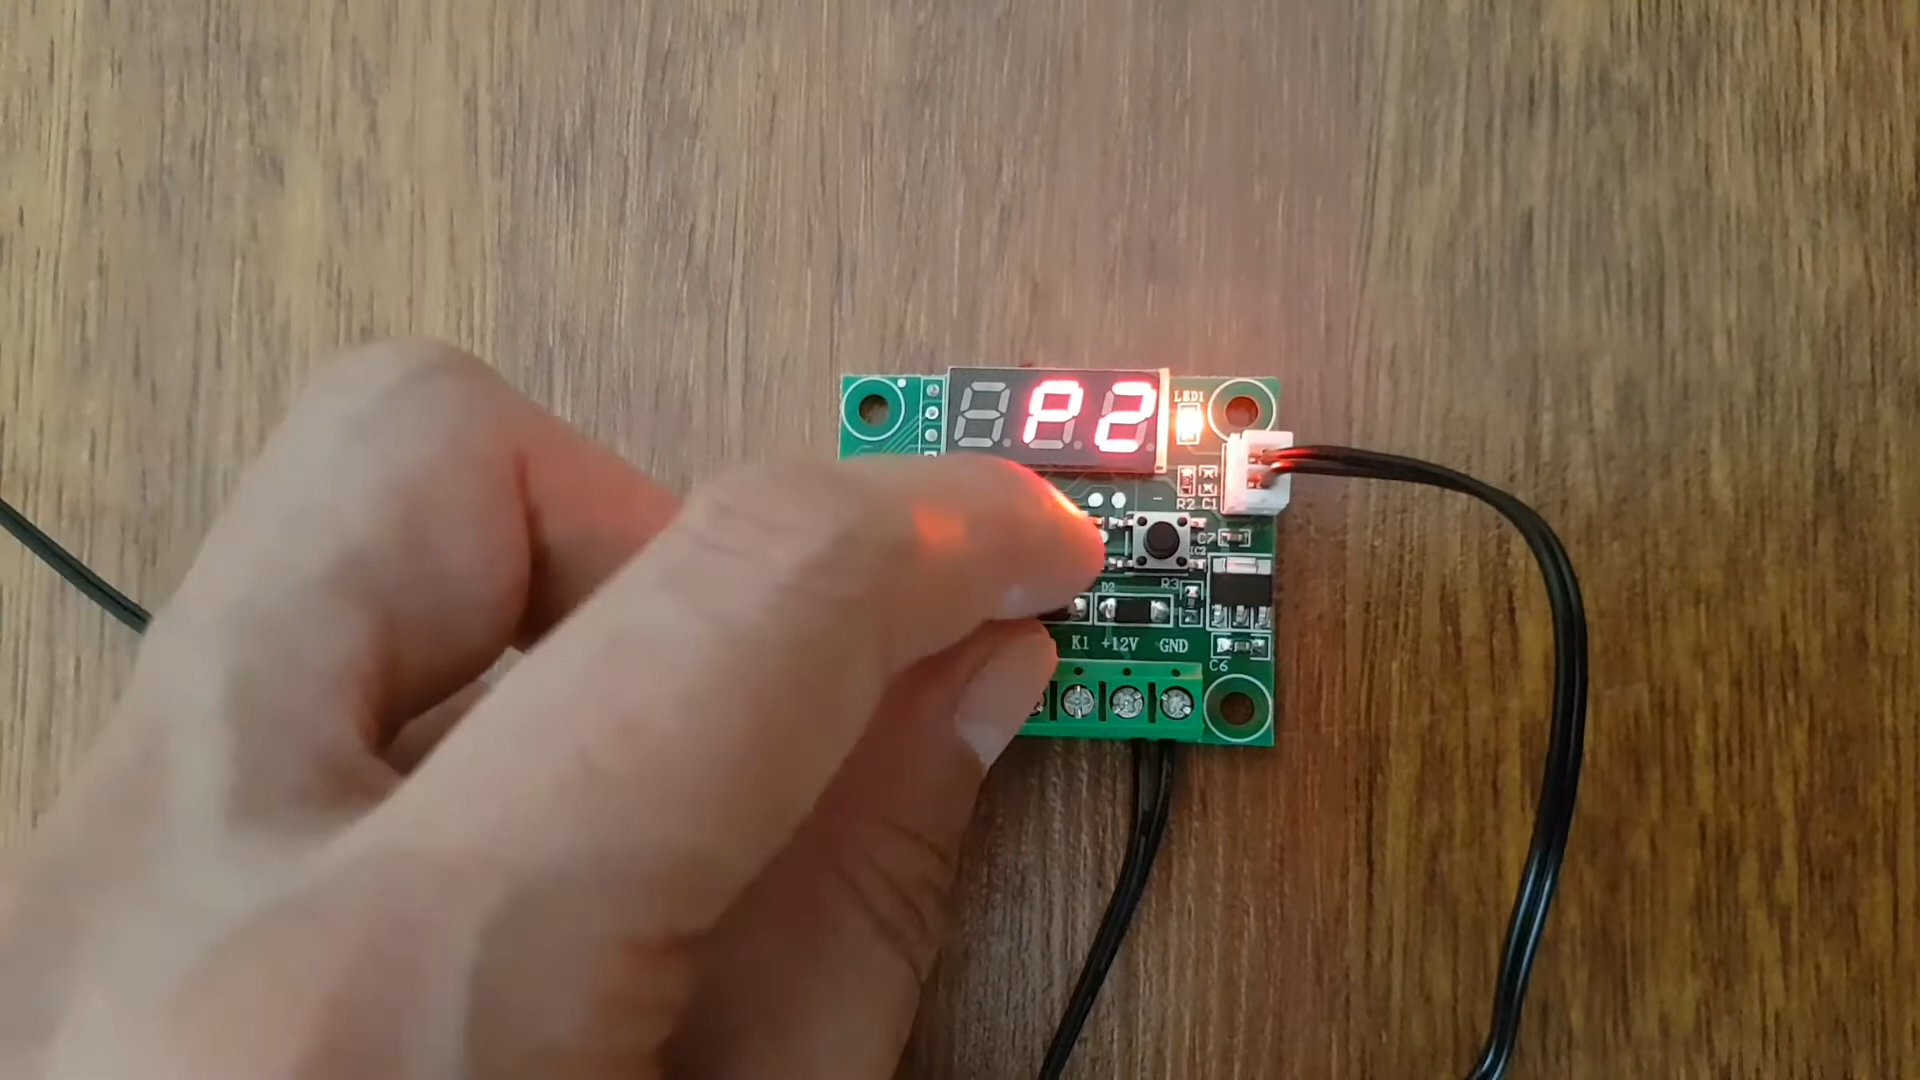 P2
LED1
-
R2 C1
C7
IC2
R3
D2
K1 +12V GND
C6